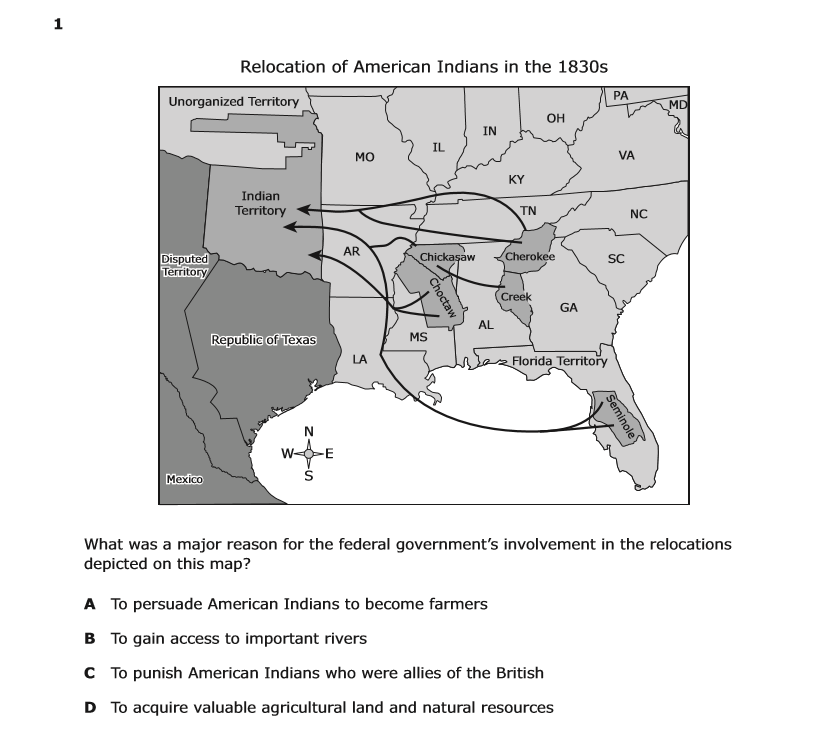 1
Relocation of American Indians in the 1830s
Unorganized Territory
PA
MD
OH
IN
IL
MO
VA
KY
Indian
Territory
TN
NC
AR
Chickasaw
Cherokee
SC
Disputed
Territory
Choctaw
Creek
GA
AL
Republic of Texas
MS
LA
Florida Territory
Seminole
N
W
E
S
Mexico
What was a major reason for the federal government’s involvement in the relocations
depicted on this map?
A To persuade American Indians to become farmers
B To gain access to important rivers
C To punish American Indians who were allies of the British
D To acquire valuable agricultural land and natural resources